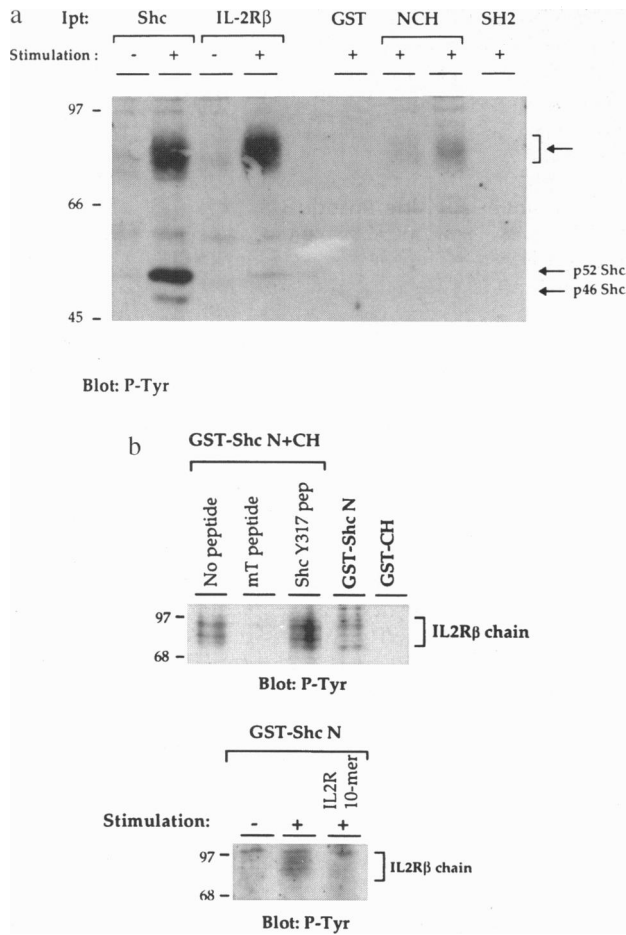 a
Ipt: Shc IL-2Rβ GST NCH SH2
Stimulation : - + - + + + + +
97 -
66 -
p52 Shc
p46 Shc
45 -
Blot: P-Tyr
b
GST-Shc N+CH
No peptide
mT peptide
Shc Y317 pep
GST-Shc N
GST-CH
97 -
IL2Rβ chain
68 -
Blot: P-Tyr
GST-Shc N
IL2R
10-mer
Stimulation: - + +
97 -
IL2Rβ chain
68 -
Blot: P-Tyr